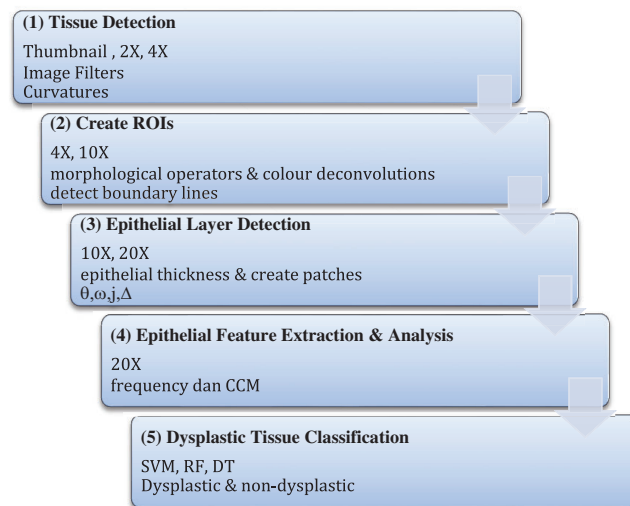 (1) Tissue Detection
Thumbnail , 2X, 4X
Image Filters
Curvatures
(2) Create ROIs
4X, 10X
morphological operators & colour deconvolutions
detect boundary lines
(3) Epithelial Layer Detection
10X, 20X
epithelial thickness & create patches
θ,ω,j,Δ
(4) Epithelial Feature Extraction & Analysis
20X
frequency dan CCM
(5) Dysplastic Tissue Classification
SVM, RF, DT
Dysplastic & non-dysplastic